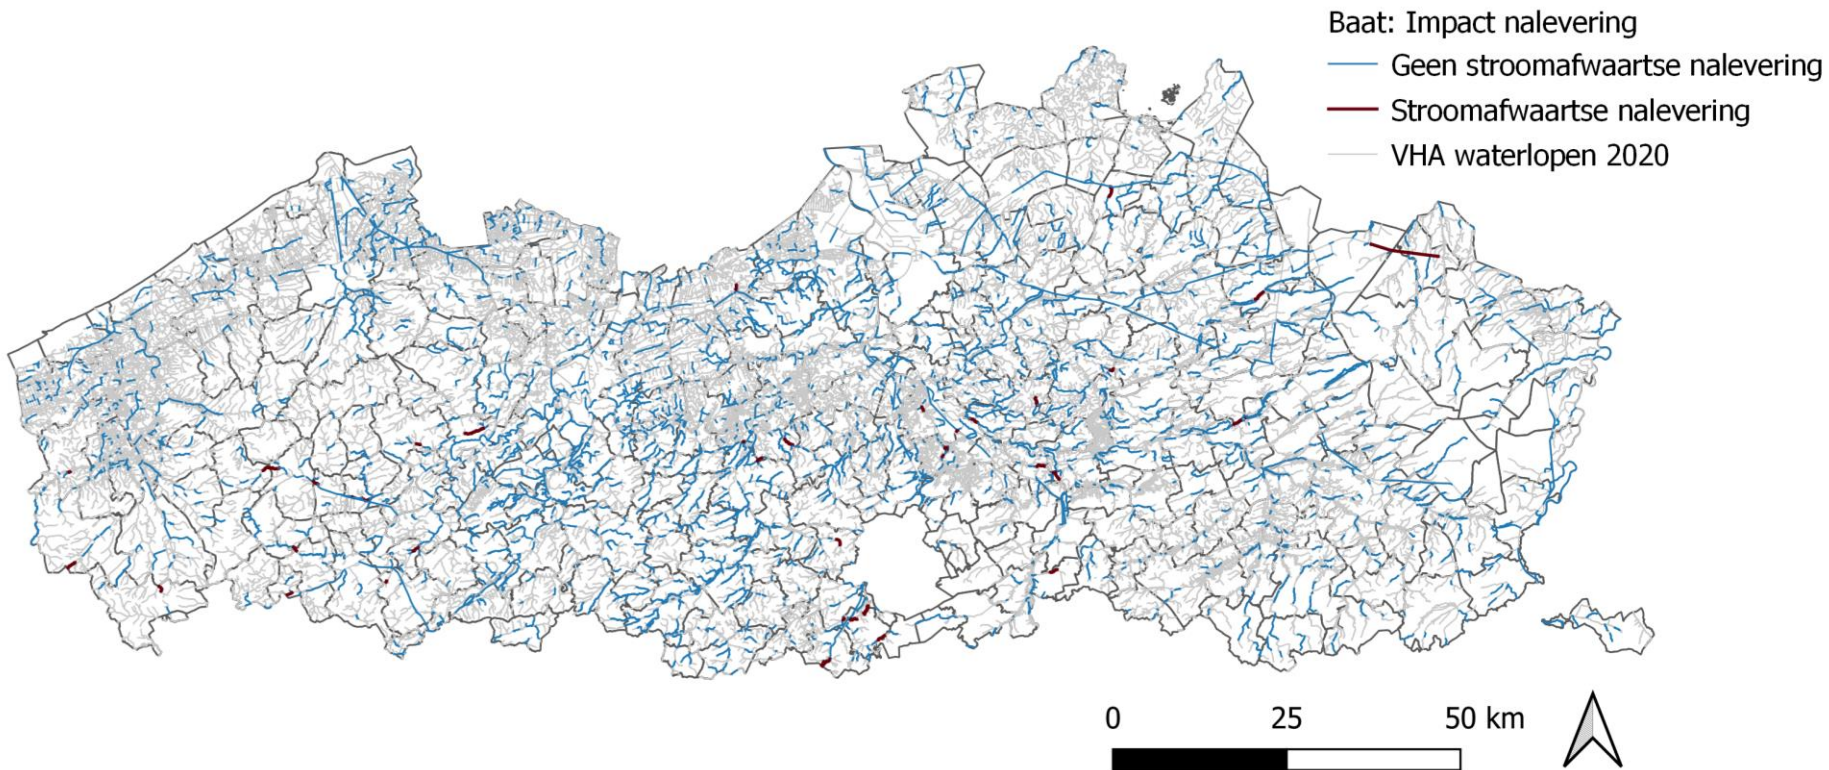 Baat: Impact nalevering
Geen stroomafwaartse nalevering
Stroomafwaartse nalevering
VHA waterlopen 2020
0 25 50 km